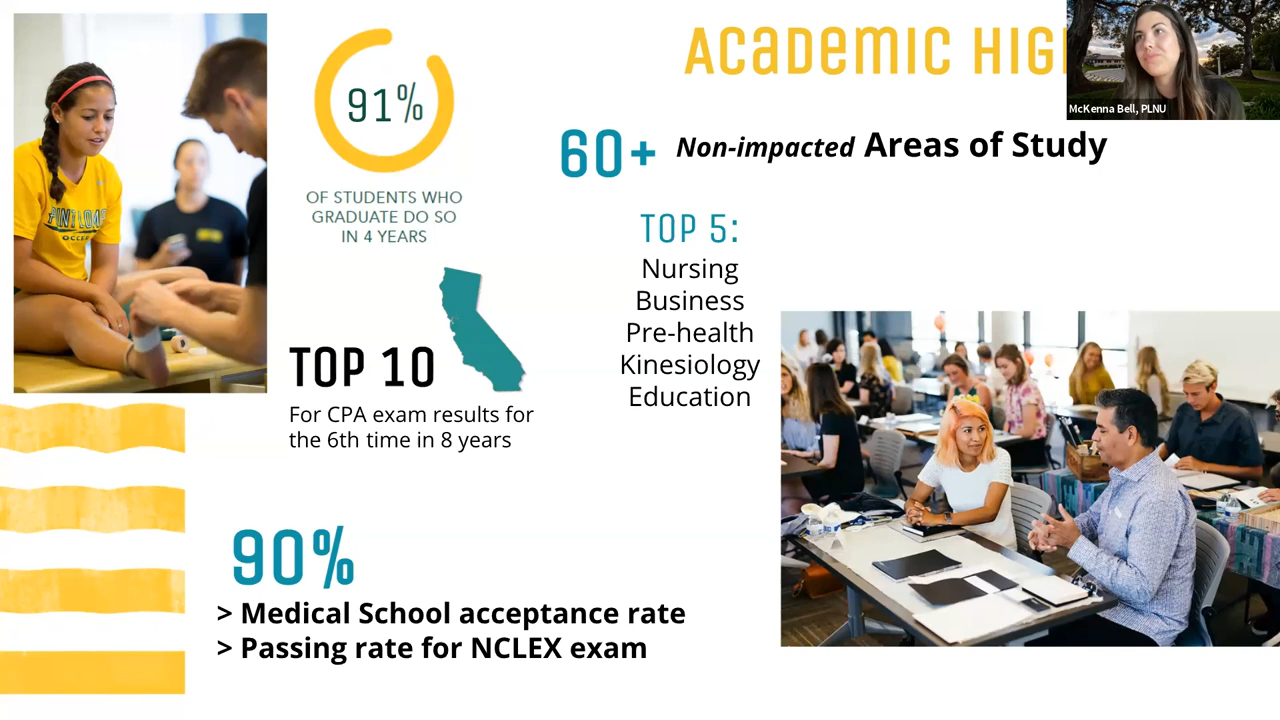 ACADEMIC HIG
McKenna Bell, PLNU
91%
OF STUDENTS WHO
GRADUATE DO SO
IN 4 YEARS
60+ Non-impacted Areas of Study
TOP 5:
Nursing
Business
Pre-health
Kinesiology
Education
TOP 10
For CPA exam results for
the 6th time in 8 years
90%
> Medical School acceptance rate
> Passing rate for NCLEX exam